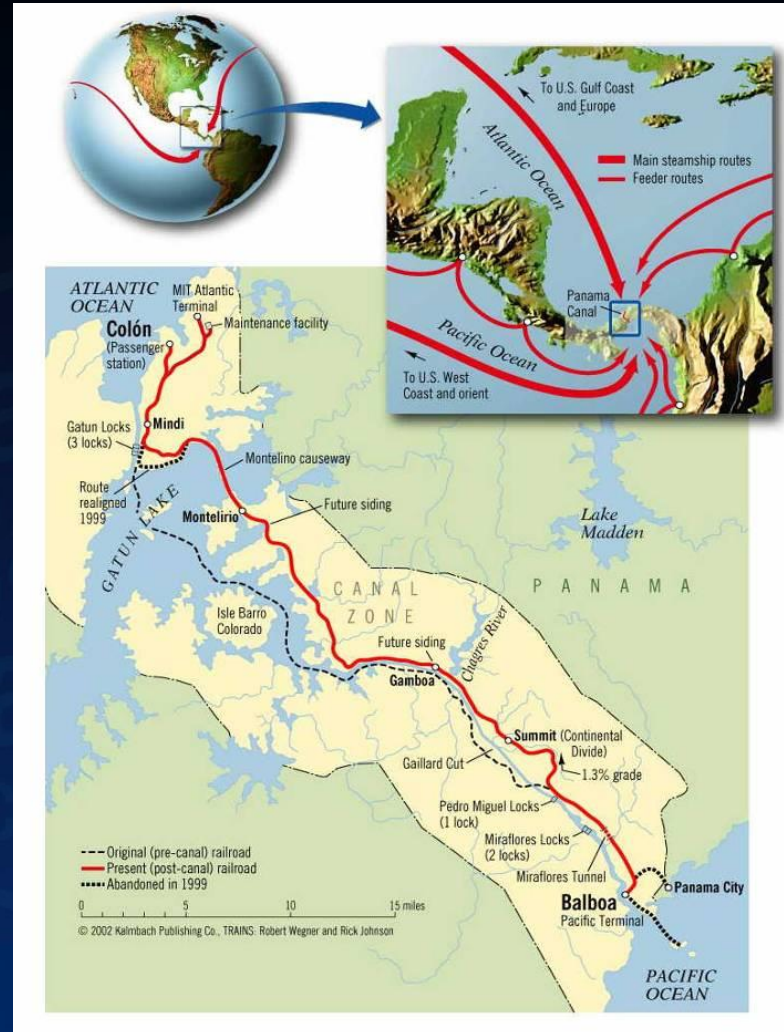 To U.S. Gulf Coast
and Europe
Atlantic
Ocean
Main steamship routes
Feeder routes
Panama
Canal
Pacific Ocean
To U.S. West
Coast and orient
ATLANTIC
OCEAN
MIT Atlantic
Terminal
Maintenance facility
Colón
(Passenger
station)
Mindi
Gatun Locks
(3 locks)
Montelino causeway
Route
realigned
1999
GATUN LAKE
Montelirio
Future siding
Lake
Madden
CANAL
ZONE
PANAMA
Isle Barro
Colorado
Chagres River
Future siding
Gamboa
Summit (Continental
Divide)
1.3% grade
Gaillard Cut
Pedro Miguel Locks
(1 lock)
Miraflores Locks
(2 locks)
Miraflores Tunnel
Original (pre-canal) railroad
Present (post-canal) railroad
Abandoned in 1999
Panama City
Balboa
Pacific Terminal
0 5 10 15 miles
© 2002 Kalmbach Publishing Co., TRAINS: Robert Wegner and Rick Johnson
PACIFIC
OCEAN